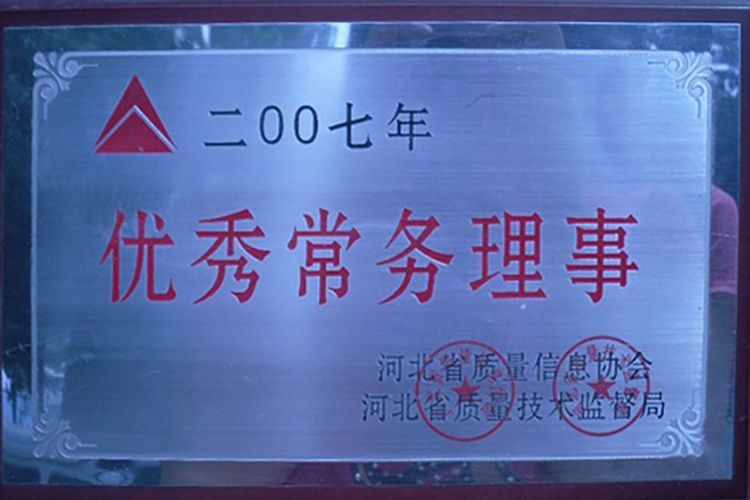 二00七年
优秀常务理事
河北省质量信息协会
河北省质量技术监督局